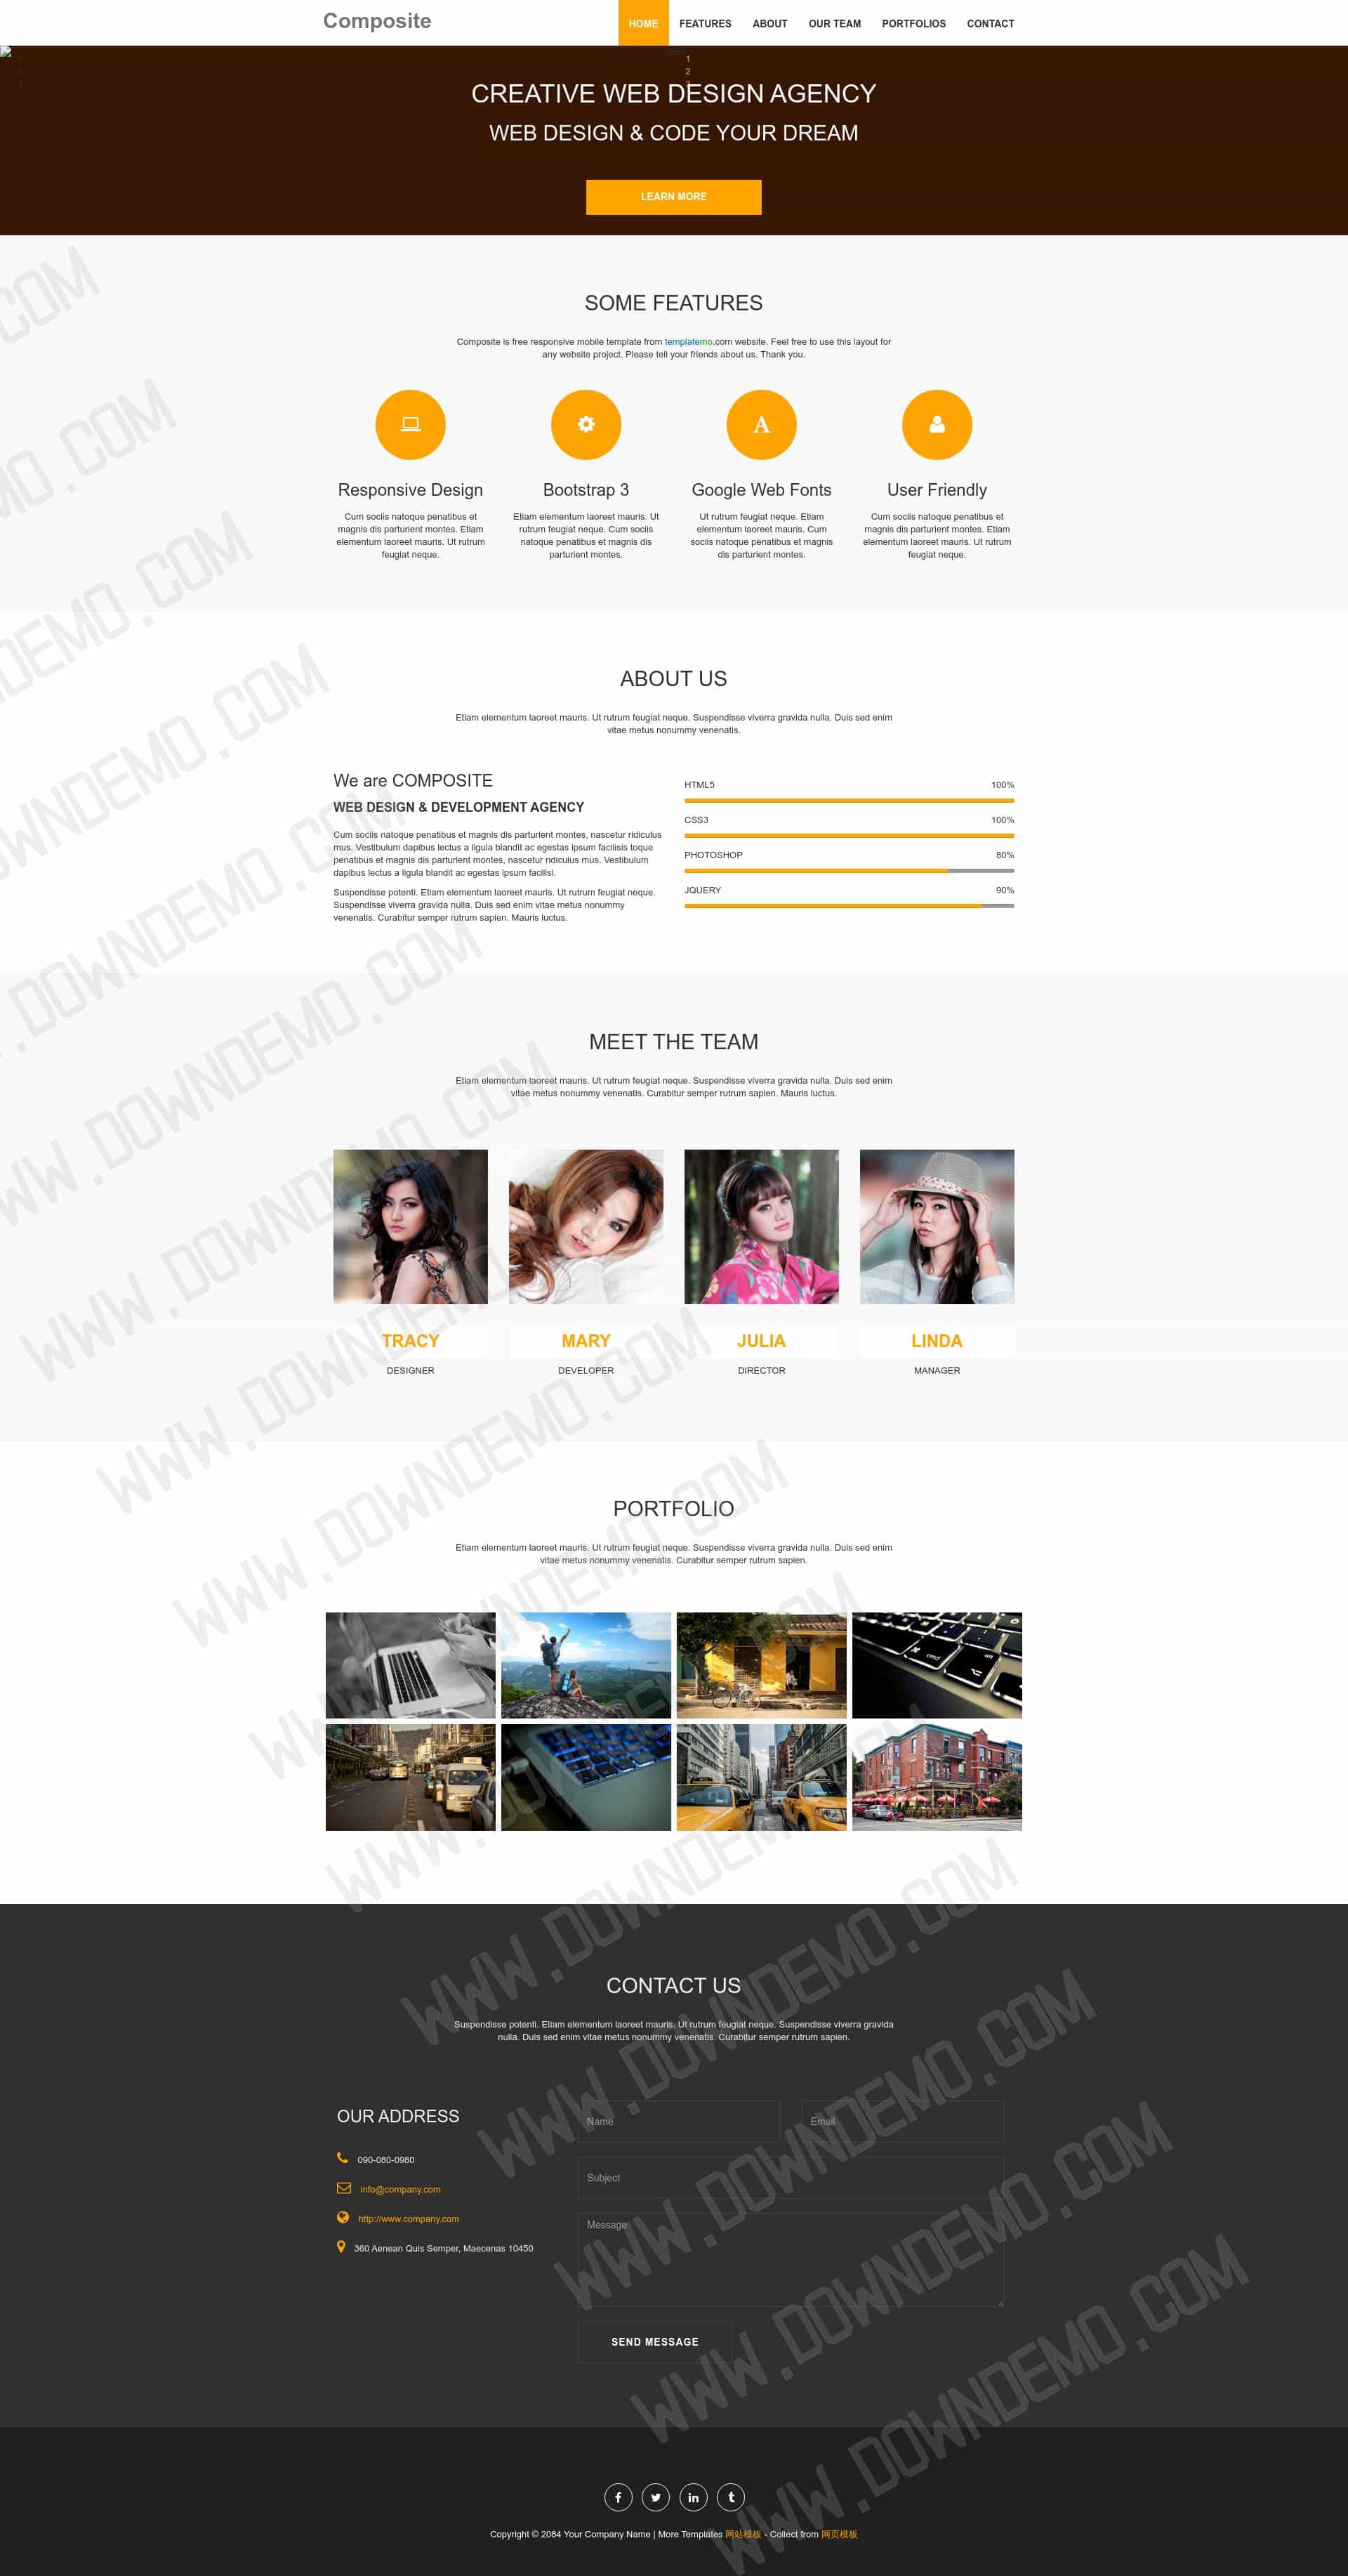 Composite
HOME FEATURES ABOUT OUR TEAM PORTFOLIOS CONTACT
1
2
3
CREATIVE WEB DESIGN AGENCY
WEB DESIGN & CODE YOUR DREAM
LEARN MORE
SOME FEATURES
Composite is free responsive mobile template from templatemo.com website. Feel free to use this layout for
any website project. Please tell your friends about us. Thank you.
Responsive Design
Cum sociis natoque penatibus et
magnis dis parturient montes. Etiam
elementum laoreet mauris. Ut rutrum
feugiat neque.
Bootstrap 3
Etiam elementum laoreet mauris. Ut
rutrum feugiat neque. Cum sociis
natoque penatibus et magnis dis
parturient montes.
Google Web Fonts
Ut rutrum feugiat neque. Etiam
elementum laoreet mauris. Cum
sociis natoque penatibus et magnis
dis parturient montes.
User Friendly
Cum sociis natoque penatibus et
magnis dis parturient montes. Etiam
elementum laoreet mauris. Ut rutrum
feugiat neque.
ABOUT US
Etiam elementum laoreet mauris. Ut rutrum feugiat neque. Suspendisse viverra gravida nulla. Duis sed enim
vitae metus nonummy venenatis.
We are COMPOSITE
WEB DESIGN & DEVELOPMENT AGENCY
Cum sociis natoque penatibus et magnis dis parturient montes, nascetur ridiculus
mus. Vestibulum dapibus lectus a ligula blandit ac egestas ipsum facilisis toque
penatibus et magnis dis parturient montes, nascetur ridiculus mus. Vestibulum
dapibus lectus a ligula blandit ac egestas ipsum facilisi.
Suspendisse potenti. Etiam elementum laoreet mauris. Ut rutrum feugiat neque.
Suspendisse viverra gravida nulla. Duis sed enim vitae metus nonummy
venenatis. Curabitur semper rutrum sapien. Mauris luctus.
HTML5 100%
CSS3 100%
PHOTOSHOP 80%
JQUERY 90%
MEET THE TEAM
Etiam elementum laoreet mauris. Ut rutrum feugiat neque. Suspendisse viverra gravida nulla. Duis sed enim
vitae metus nonummy venenatis. Curabitur semper rutrum sapien. Mauris luctus.
TRACY
DESIGNER
MARY
DEVELOPER
JULIA
DIRECTOR
LINDA
MANAGER
PORTFOLIO
Etiam elementum laoreet mauris. Ut rutrum feugiat neque. Suspendisse viverra gravida nulla. Duis sed enim
vitae metus nonummy venenatis. Curabitur semper rutrum sapien.
CONTACT US
Suspendisse potenti. Etiam elementum laoreet mauris. Ut rutrum feugiat neque. Suspendisse viverra gravida
nulla. Duis sed enim vitae metus nonummy venenatis. Curabitur semper rutrum sapien.
OUR ADDRESS
090-080-0980
info@company.com
http://www.company.com
360 Aenean Quis Semper, Maecenas 10450
Name
Email
Subject
Message
SEND MESSAGE
Copyright © 2084 Your Company Name | More Templates 网站模板 - Collect from 网页模板
WWW.DOWNDEMO.COM